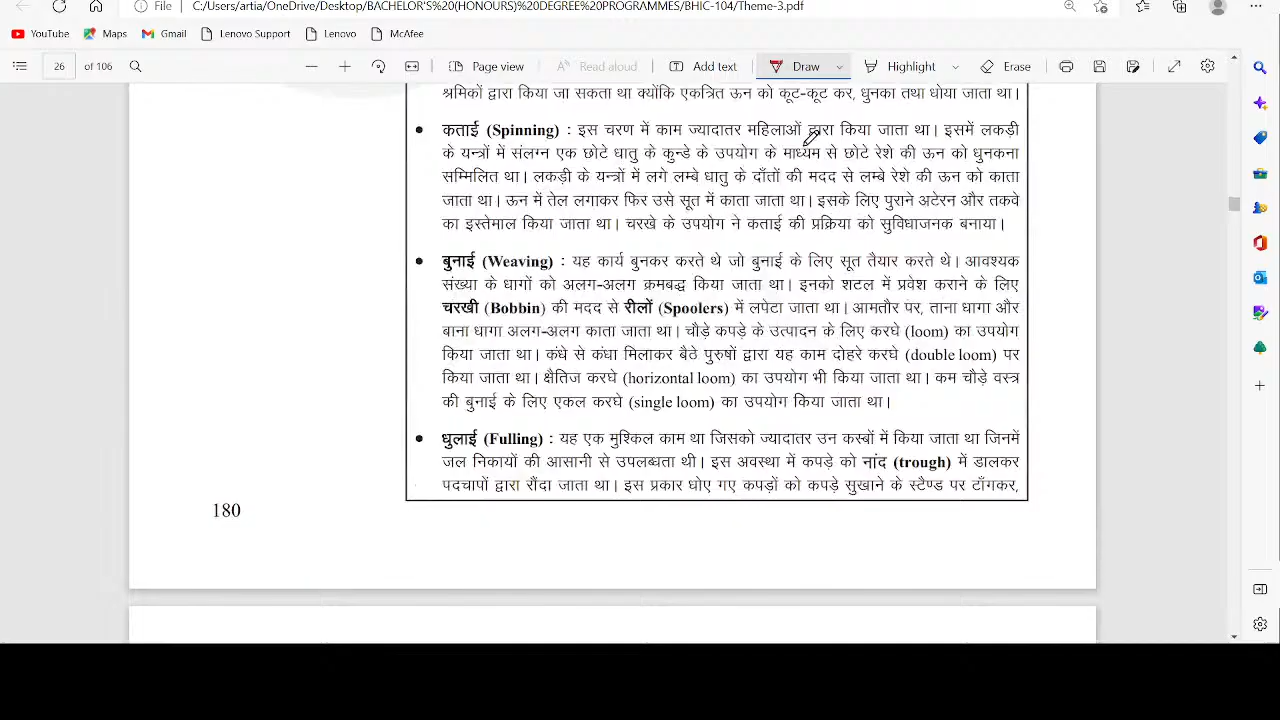 File
C:/Users/artia/OneDrive/Desktop/BACHELOR'S%20(HONOURS)%20DEGREE%20PROGRAMMES/BHIC-104/Theme-3.pdf
YouTube Maps Gmail Lenovo Support Lenovo McAfee
26 of 106 Page view Read aloud Add text Draw Highlight Erase
श्रमिकों द्वारा किया जा सकता था क्योंकि एकत्रित ऊन को कूट-कूट कर, धुनका तथा धोया जाता था।
• कताई (Spinning) : इस चरण में काम ज्यादातर महिलाओं द्वारा किया जाता था। इसमें लकड़ी
के यन्त्रों में संलग्न एक छोटे धातु के कुन्डे के उपयोग के माध्यम से छोटे रेशे की ऊन को धुनकना
सम्मिलित था। लकड़ी के यन्त्रों में लगे लम्बे धातु के दाँतों की मदद से लम्बे रेशे की ऊन को काता
जाता था। ऊन में तेल लगाकर फिर उसे सूत में काता जाता था। इसके लिए पुराने अटेरन और तकवे
का इस्तेमाल किया जाता था। चरखे के उपयोग ने कताई की प्रक्रिया को सुविधाजनक बनाया।
• बुनाई (Weaving) : यह कार्य बुनकर करते थे जो बुनाई के लिए सूत तैयार करते थे। आवश्यक
संख्या के धागों को अलग-अलग क्रमबद्ध किया जाता था। इनको शटल में प्रवेश कराने के लिए
चरखी (Bobbin) की मदद से रीलों (Spoolers) में लपेटा जाता था। आमतौर पर, ताना धागा और
बाना धागा अलग-अलग काता जाता था। चौड़े कपड़े के उत्पादन के लिए करघे (loom) का उपयोग
किया जाता था। कंधे से कंधा मिलाकर बैठे पुरुषों द्वारा यह काम दोहरे करघे (double loom) पर
किया जाता था। क्षैतिज करघे (horizontal loom) का उपयोग भी किया जाता था। कम चौड़े वस्त्र
की बुनाई के लिए एकल करघे (single loom) का उपयोग किया जाता था।
• धुलाई (Fulling) : यह एक मुश्किल काम था जिसको ज्यादातर उन कस्बों में किया जाता था जिनमें
जल निकायों की आसानी से उपलब्धता थी। इस अवस्था में कपड़े को नांद (trough) में डालकर
पदचापों द्वारा रौंदा जाता था। इस प्रकार धोए गए कपड़ों को कपड़े सुखाने के स्टैण्ड पर टाँगकर,
180